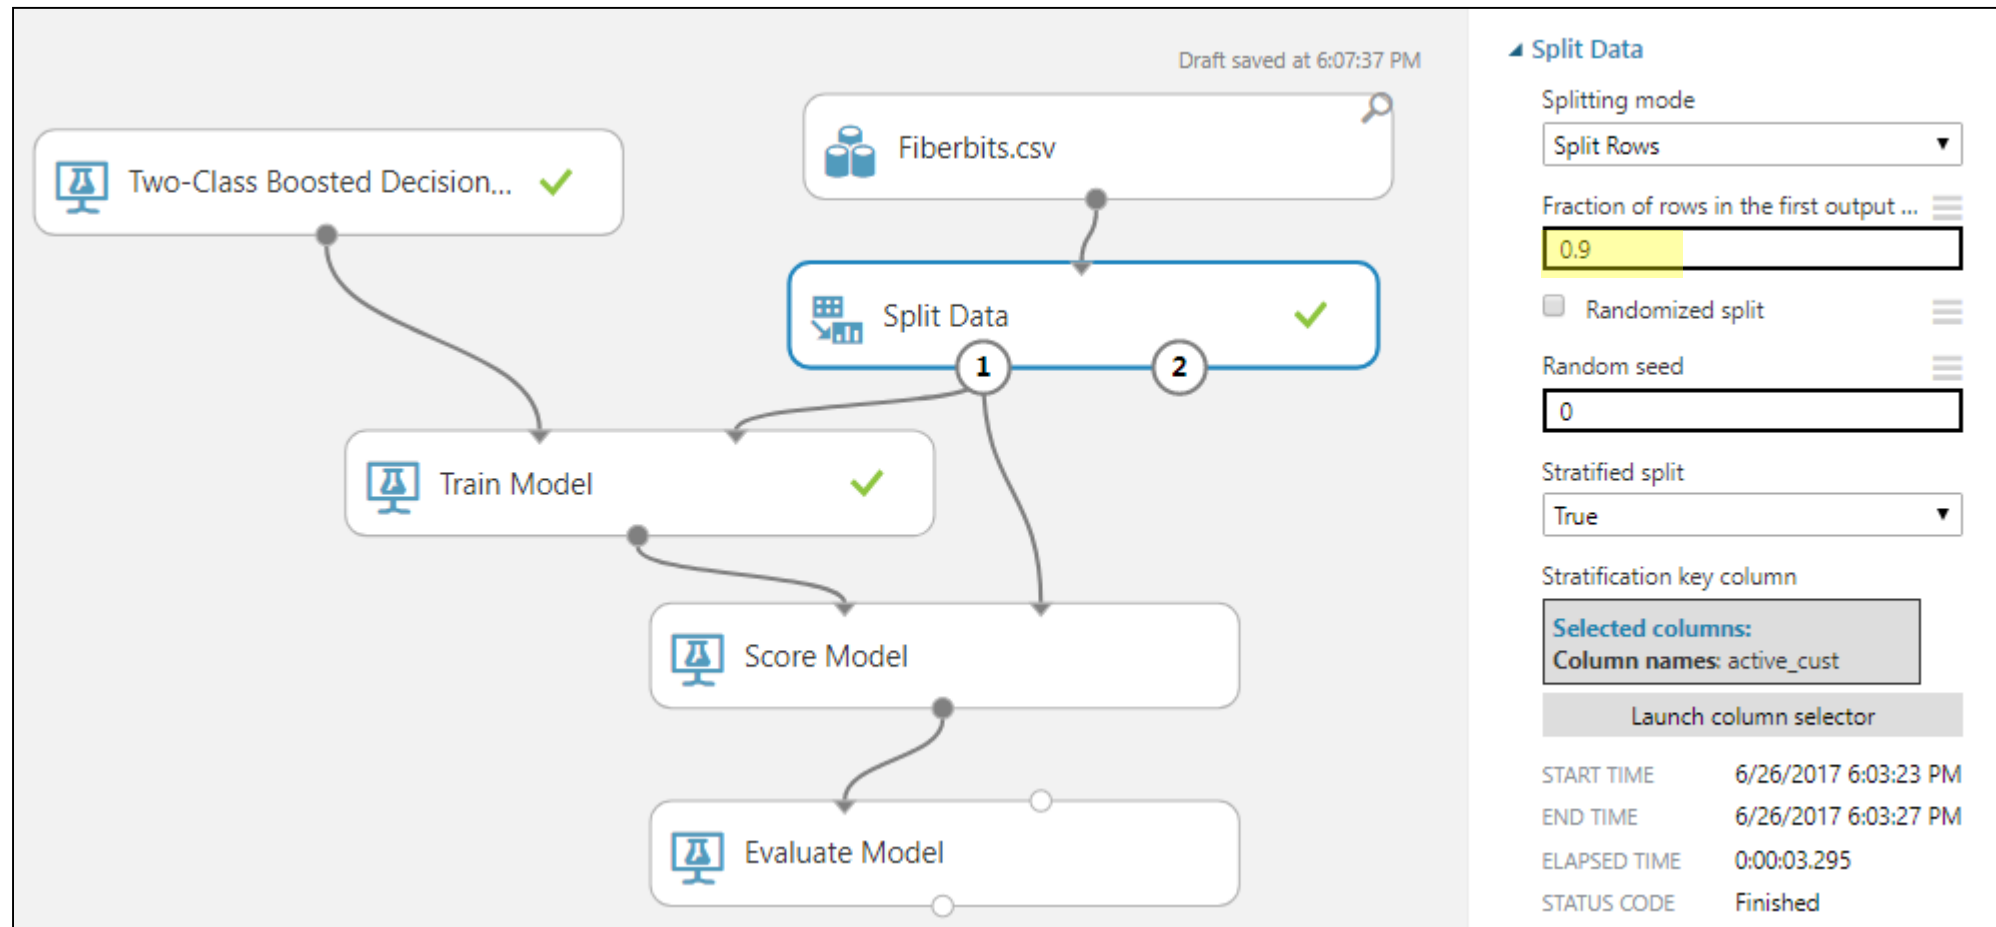 Draft saved at 6:07:37 PM
Fiberbits.csv
Two-Class Boosted Decision...
Split Data
1
2
Train Model
Score Model
Evaluate Model
Split Data
Splitting mode
Split Rows
Fraction of rows in the first output ...
0.9
Randomized split
Random seed
0
Stratified split
True
Stratification key column
Selected columns:
Column names: active_cust
Launch column selector
START TIME 6/26/2017 6:03:23 PM
END TIME 6/26/2017 6:03:27 PM
ELAPSED TIME 0:00:03.295
STATUS CODE Finished